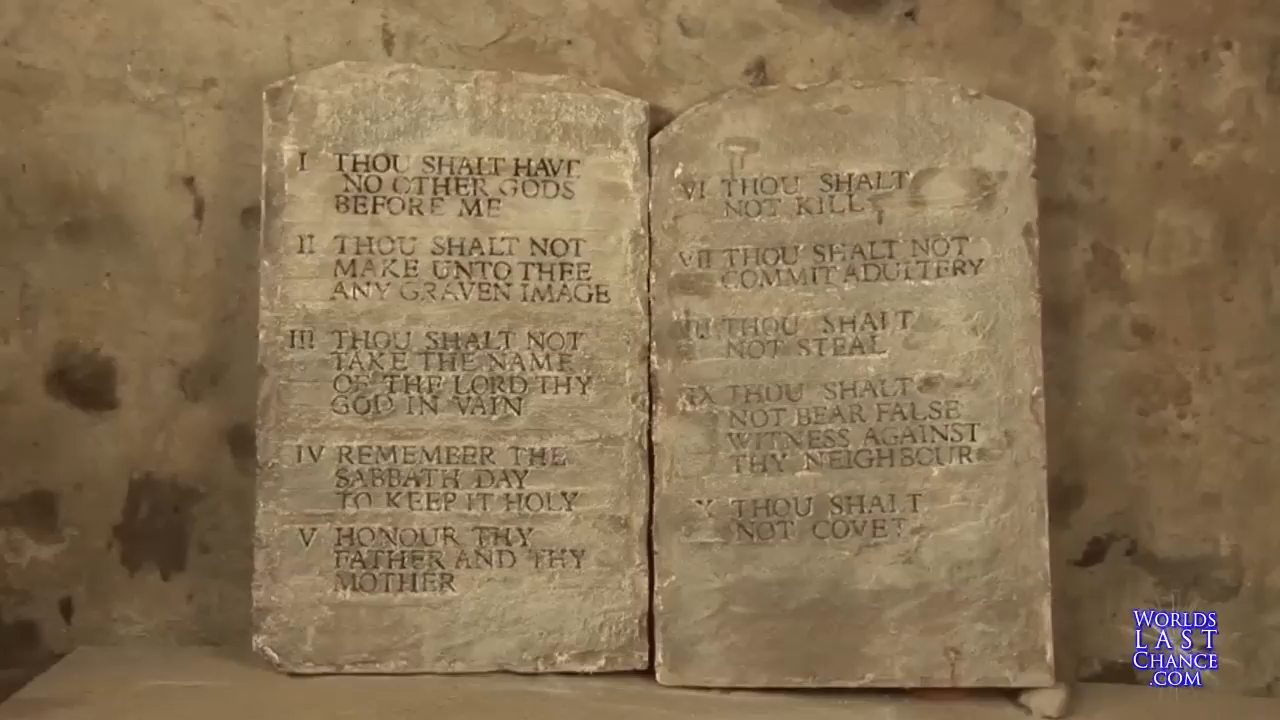 I THOU SHALT HAVE
NO OTHER GODS
BEFORE ME
II THOU SHALT NOT
MAKE UNTO THEE
ANY GRAVEN IMAGE
III THOU SHALT NOT
TAKE THE NAME
OF THE LORD THY
GOD IN VAIN
IV REMEMBER THE
SABBATH DAY
TO KEEP IT HOLY
V HONOUR THY
FATHER AND THY
MOTHER
VI THOU SHALT
NOT KILL
VII THOU SHALT NOT
COMMIT ADULTERY
THOU SHALT
NOT STEAL
IX THOU SHALT
NOT BEAR FALSE
WITNESS AGAINST
THY NEIGHBOUR
X THOU SHALT
NOT COVET
WORLDS
LAST
CHANCE
.COM